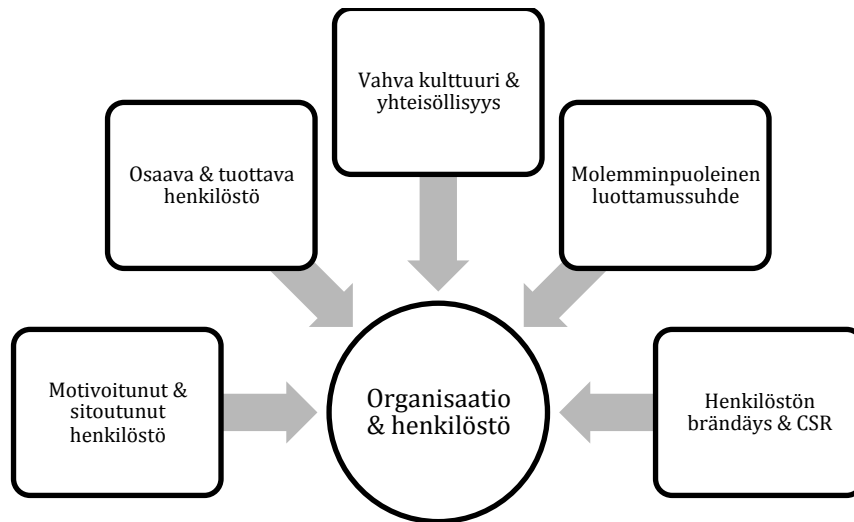 Vahva kulttuuri &
yhteisöllisyys
Osaava & tuottava
henkilöstö
Molemminpuoleinen
luottamussuhde
Motivoitunut &
sitoutunut
henkilöstö
Organisaatio
& henkilöstö
Henkilöstön
brändäys & CSR